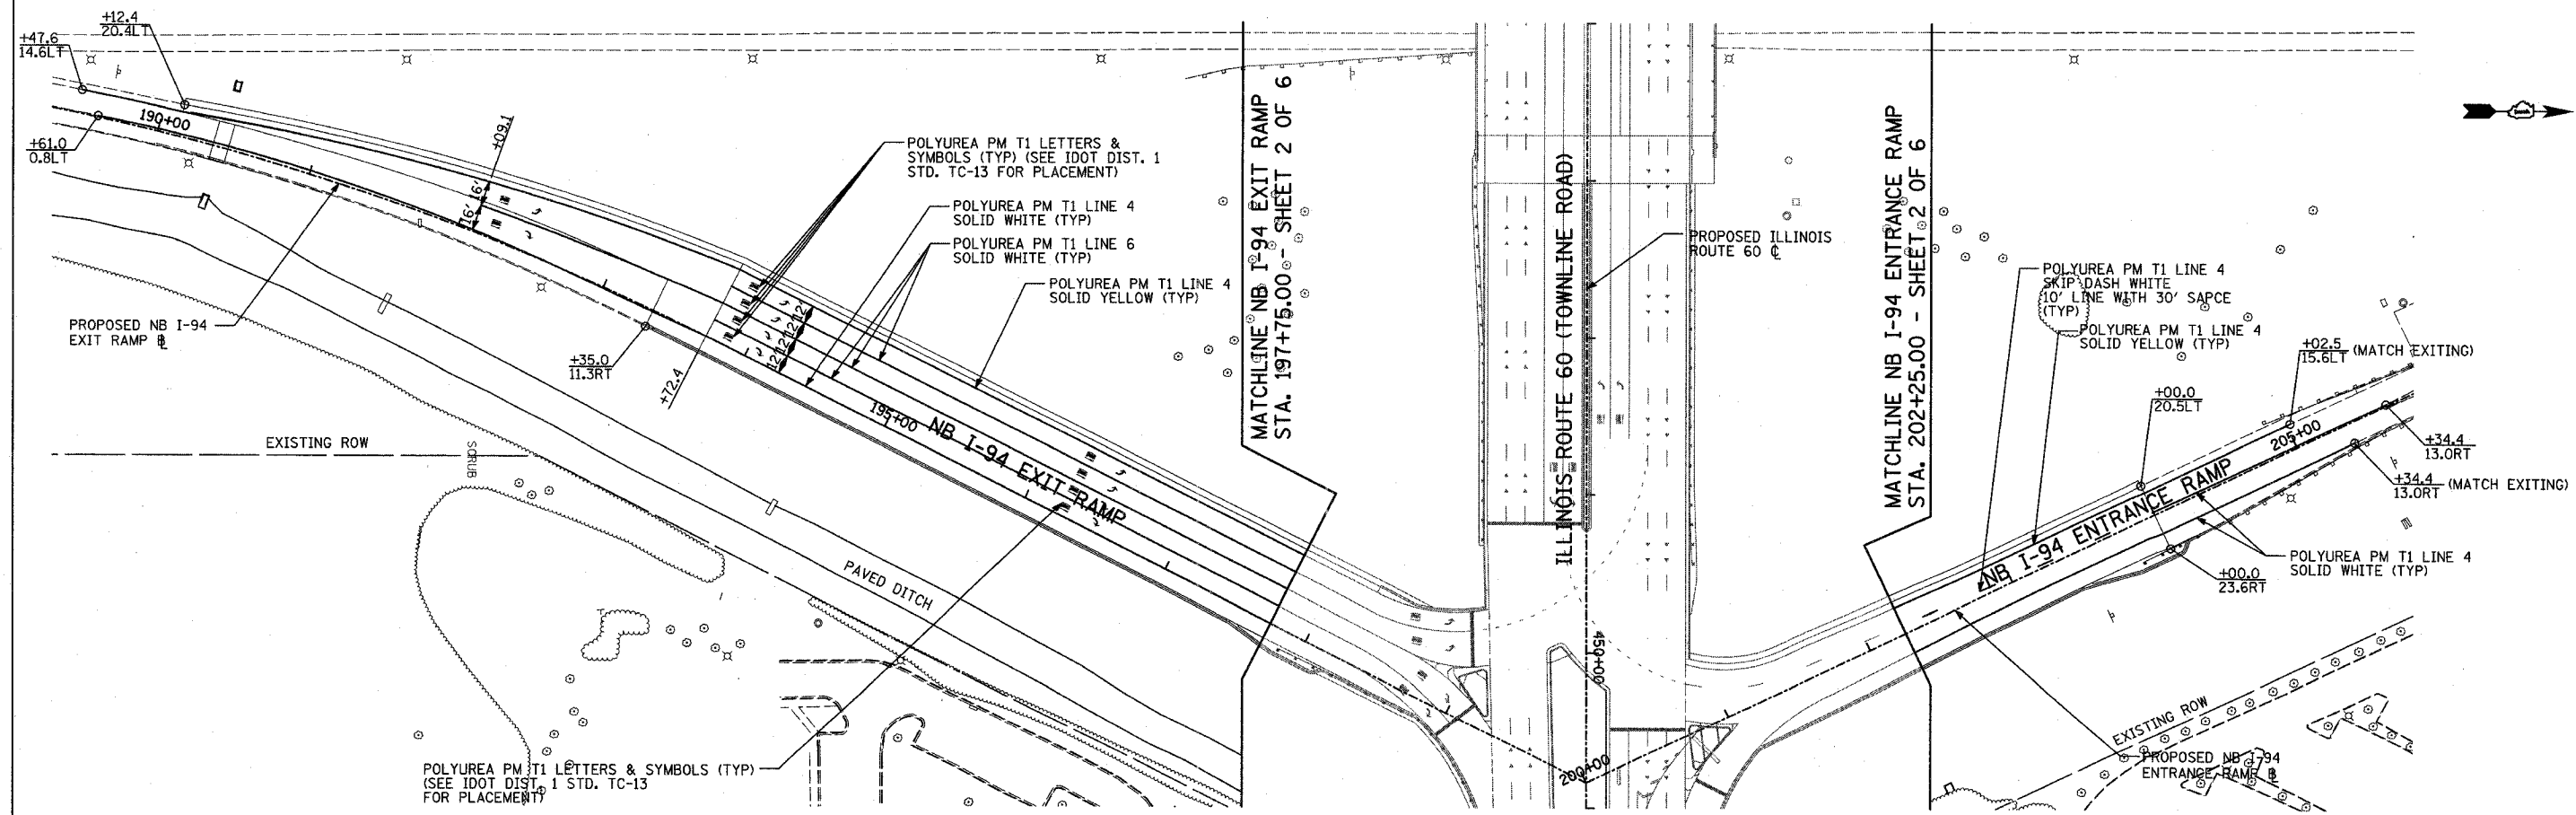 +12.4
20.4LT
+47.6
14.6LT
190+00
+61.0
0.8LT
+09.1
16'
16'
POLYUREA PM T1 LETTERS &
SYMBOLS (TYP) (SEE IDOT DIST. 1
STD. TC-13 FOR PLACEMENT)
POLYUREA PM T1 LINE 4
SOLID WHITE (TYP)
POLYUREA PM T1 LINE 6
SOLID WHITE (TYP)
POLYUREA PM T1 LINE 4
SOLID YELLOW (TYP)
PROPOSED NB I-94
EXIT RAMP
+35.0
11.3RT
+72.4
12'
12'
12'
12'
195+00
NB I-94 EXIT RAMP
EXISTING ROW
SCRUB
PAVED DITCH
POLYUREA PM T1 LETTERS & SYMBOLS (TYP)
(SEE IDOT DIST. 1 STD. TC-13
FOR PLACEMENT)
MATCHLINE NB I-94 EXIT RAMP
STA. 197+75.00 - SHEET 2 OF 6
ILLINOIS ROUTE 60 (TOWNLINE ROAD)
PROPOSED ILLINOIS
ROUTE 60 ℄
450+00
200+00
MATCHLINE NB I-94 ENTRANCE RAMP
STA. 202+25.00 - SHEET 2 OF 6
POLYUREA PM T1 LINE 4
SKIP DASH WHITE
10' LINE WITH 30' SAPCE
(TYP)
POLYUREA PM T1 LINE 4
SOLID YELLOW (TYP)
+02.5
15.6LT (MATCH EXITING)
+00.0
20.5LT
205+00
NB I-94 ENTRANCE RAMP
+34.4
13.0RT
+34.4
13.0RT (MATCH EXITING)
POLYUREA PM T1 LINE 4
SOLID WHITE (TYP)
+00.0
23.6RT
EXISTING ROW
PROPOSED NB I-94
ENTRANCE RAMP